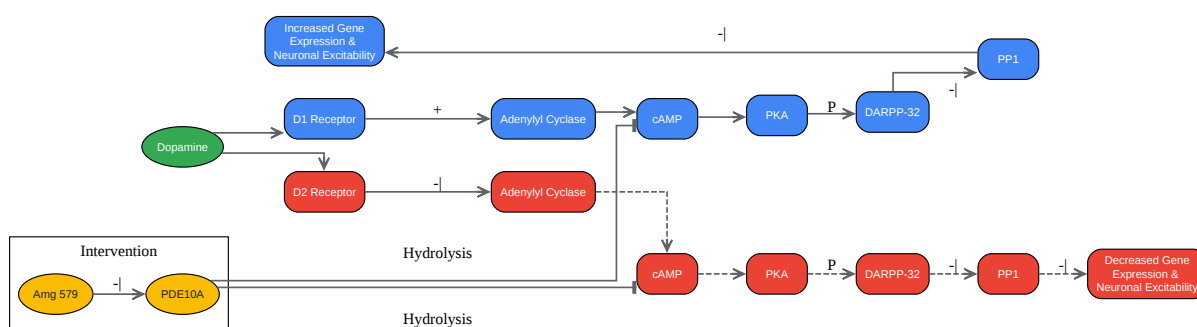 Increased Gene
Expression &
Neuronal Excitability
-|
PP1
-|
D1 Receptor
+
Adenylyl Cyclase
cAMP
PKA
P
DARPP-32
Dopamine
D2 Receptor
-|
Adenylyl Cyclase
Intervention
Hydrolysis
Amg 579
-|
PDE10A
cAMP
PKA
P
DARPP-32
-|
PP1
-|
Decreased Gene
Expression &
Neuronal Excitability
Hydrolysis